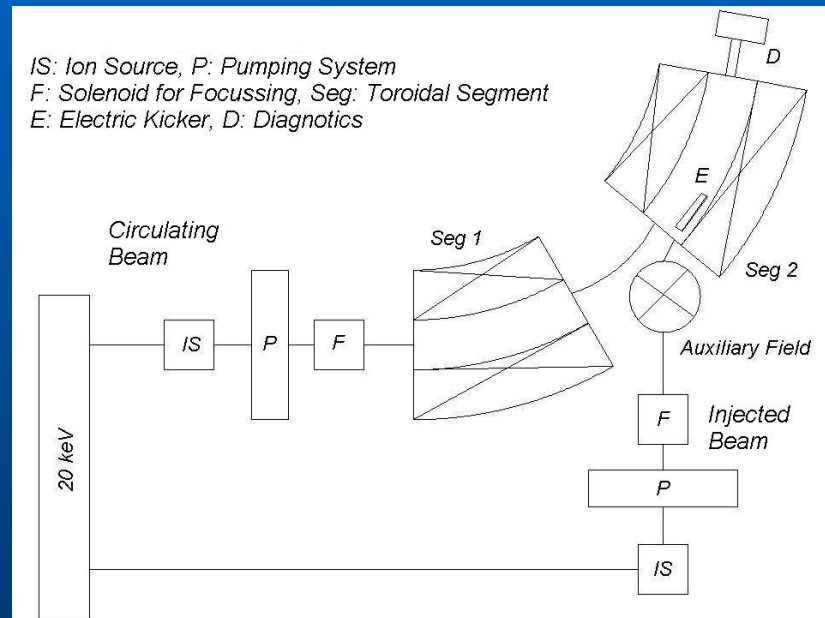 IS: Ion Source, P: Pumping System
F: Solenoid for Focussing, Seg: Toroidal Segment
E: Electric Kicker, D: Diagnotics
D
E
Circulating
Beam
Seg 1
Seg 2
IS
P
F
Auxiliary Field
F
Injected
Beam
20 keV
P
IS